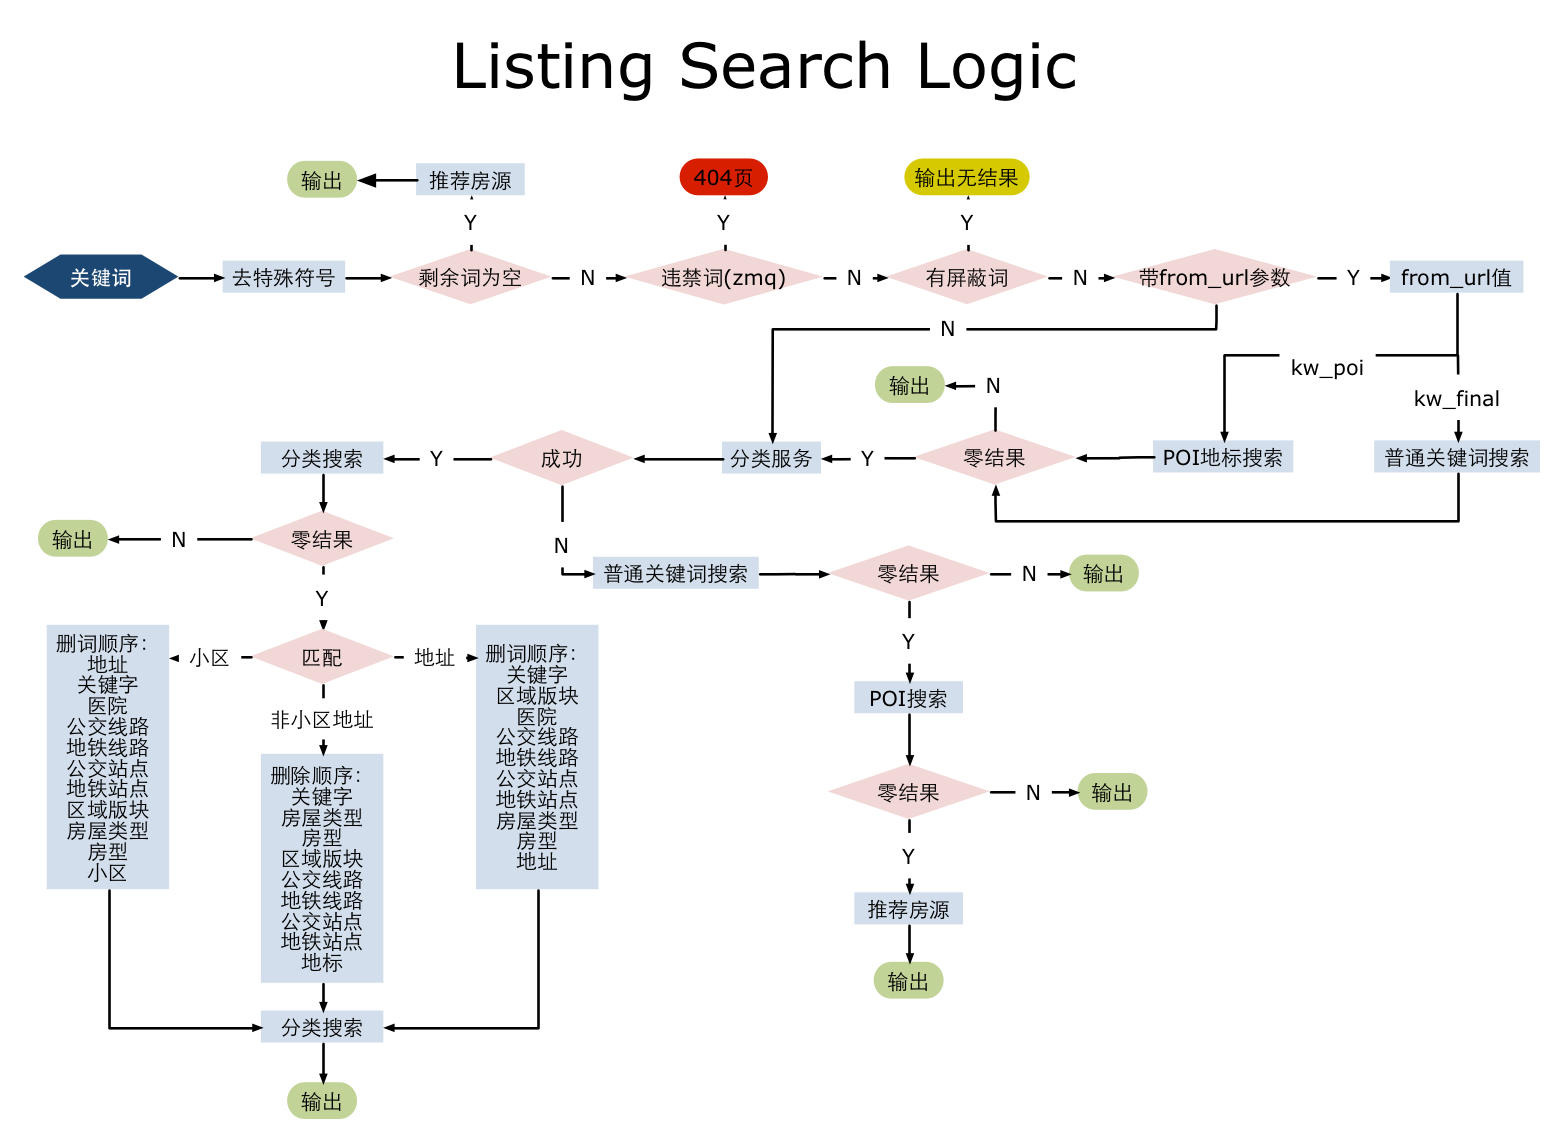 Listing Search Logic
输出
推荐房源
404页
输出无结果
Y
Y
Y
关键词
去特殊符号
剩余词为空
N
违禁词(zmq)
N
有屏蔽词
N
带from_url参数
Y
from_url值
N
kw_poi
kw_final
输出
N
分类搜索
Y
成功
分类服务
Y
零结果
POI地标搜索
普通关键词搜索
输出
N
零结果
N
普通关键词搜索
零结果
N
输出
Y
Y
小区
匹配
地址
非小区地址
删词顺序:
地址
关键字
医院
公交线路
地铁线路
公交站点
地铁站点
区域版块
房屋类型
房型
小区
删除顺序:
关键字
房屋类型
房型
区域版块
公交线路
地铁线路
公交站点
地铁站点
地标
删词顺序:
关键字
区域版块
医院
公交线路
地铁线路
公交站点
地铁站点
房屋类型
房型
地址
POI搜索
零结果
N
输出
Y
推荐房源
输出
分类搜索
输出